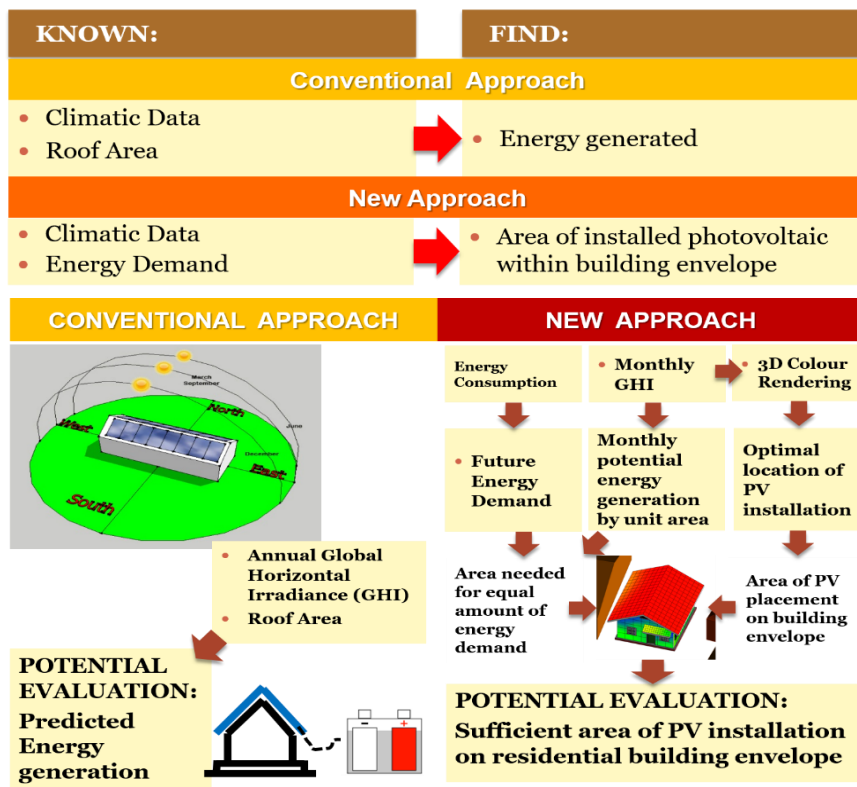 KNOWN:
FIND:
Conventional Approach
• Climatic Data
• Roof Area
• Energy generated
New Approach
• Climatic Data
• Energy Demand
• Area of installed photovoltaic
within building envelope
CONVENTIONAL APPROACH
March
September
North
June
West
December
East
South
• Annual Global
Horizontal
Irradiance (GHI)
• Roof Area
POTENTIAL
EVALUATION:
Predicted
Energy
generation
- +
NEW APPROACH
Energy
Consumption
• Monthly
GHI
• 3D Colour
Rendering
• Future
Energy
Demand
Monthly
potential
energy
generation
by unit area
Optimal
location of
PV
installation
Area needed
for equal
amount of
energy
demand
Area of PV
placement
on building
envelope
POTENTIAL EVALUATION:
Sufficient area of PV installation
on residential building envelope